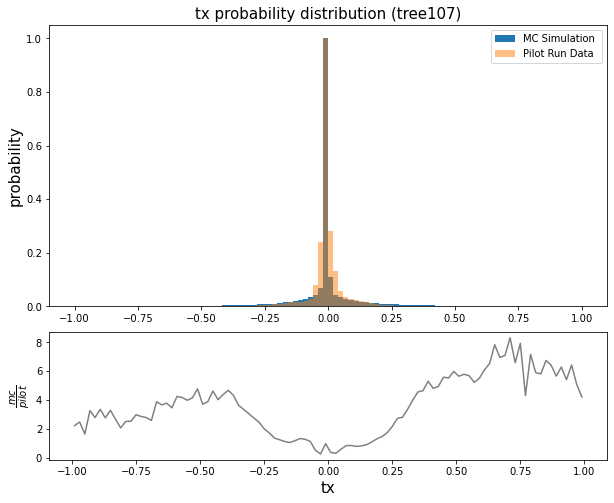 tx probability distribution (tree107)
MC Simulation
Pilot Run Data
probability
1.0
0.8
0.6
0.4
0.2
0.0
−1.00 −0.75 −0.50 −0.25 0.00 0.25 0.50 0.75 1.00
mc
pilot
8
6
4
2
0
−1.00 −0.75 −0.50 −0.25 0.00 0.25 0.50 0.75 1.00
tx